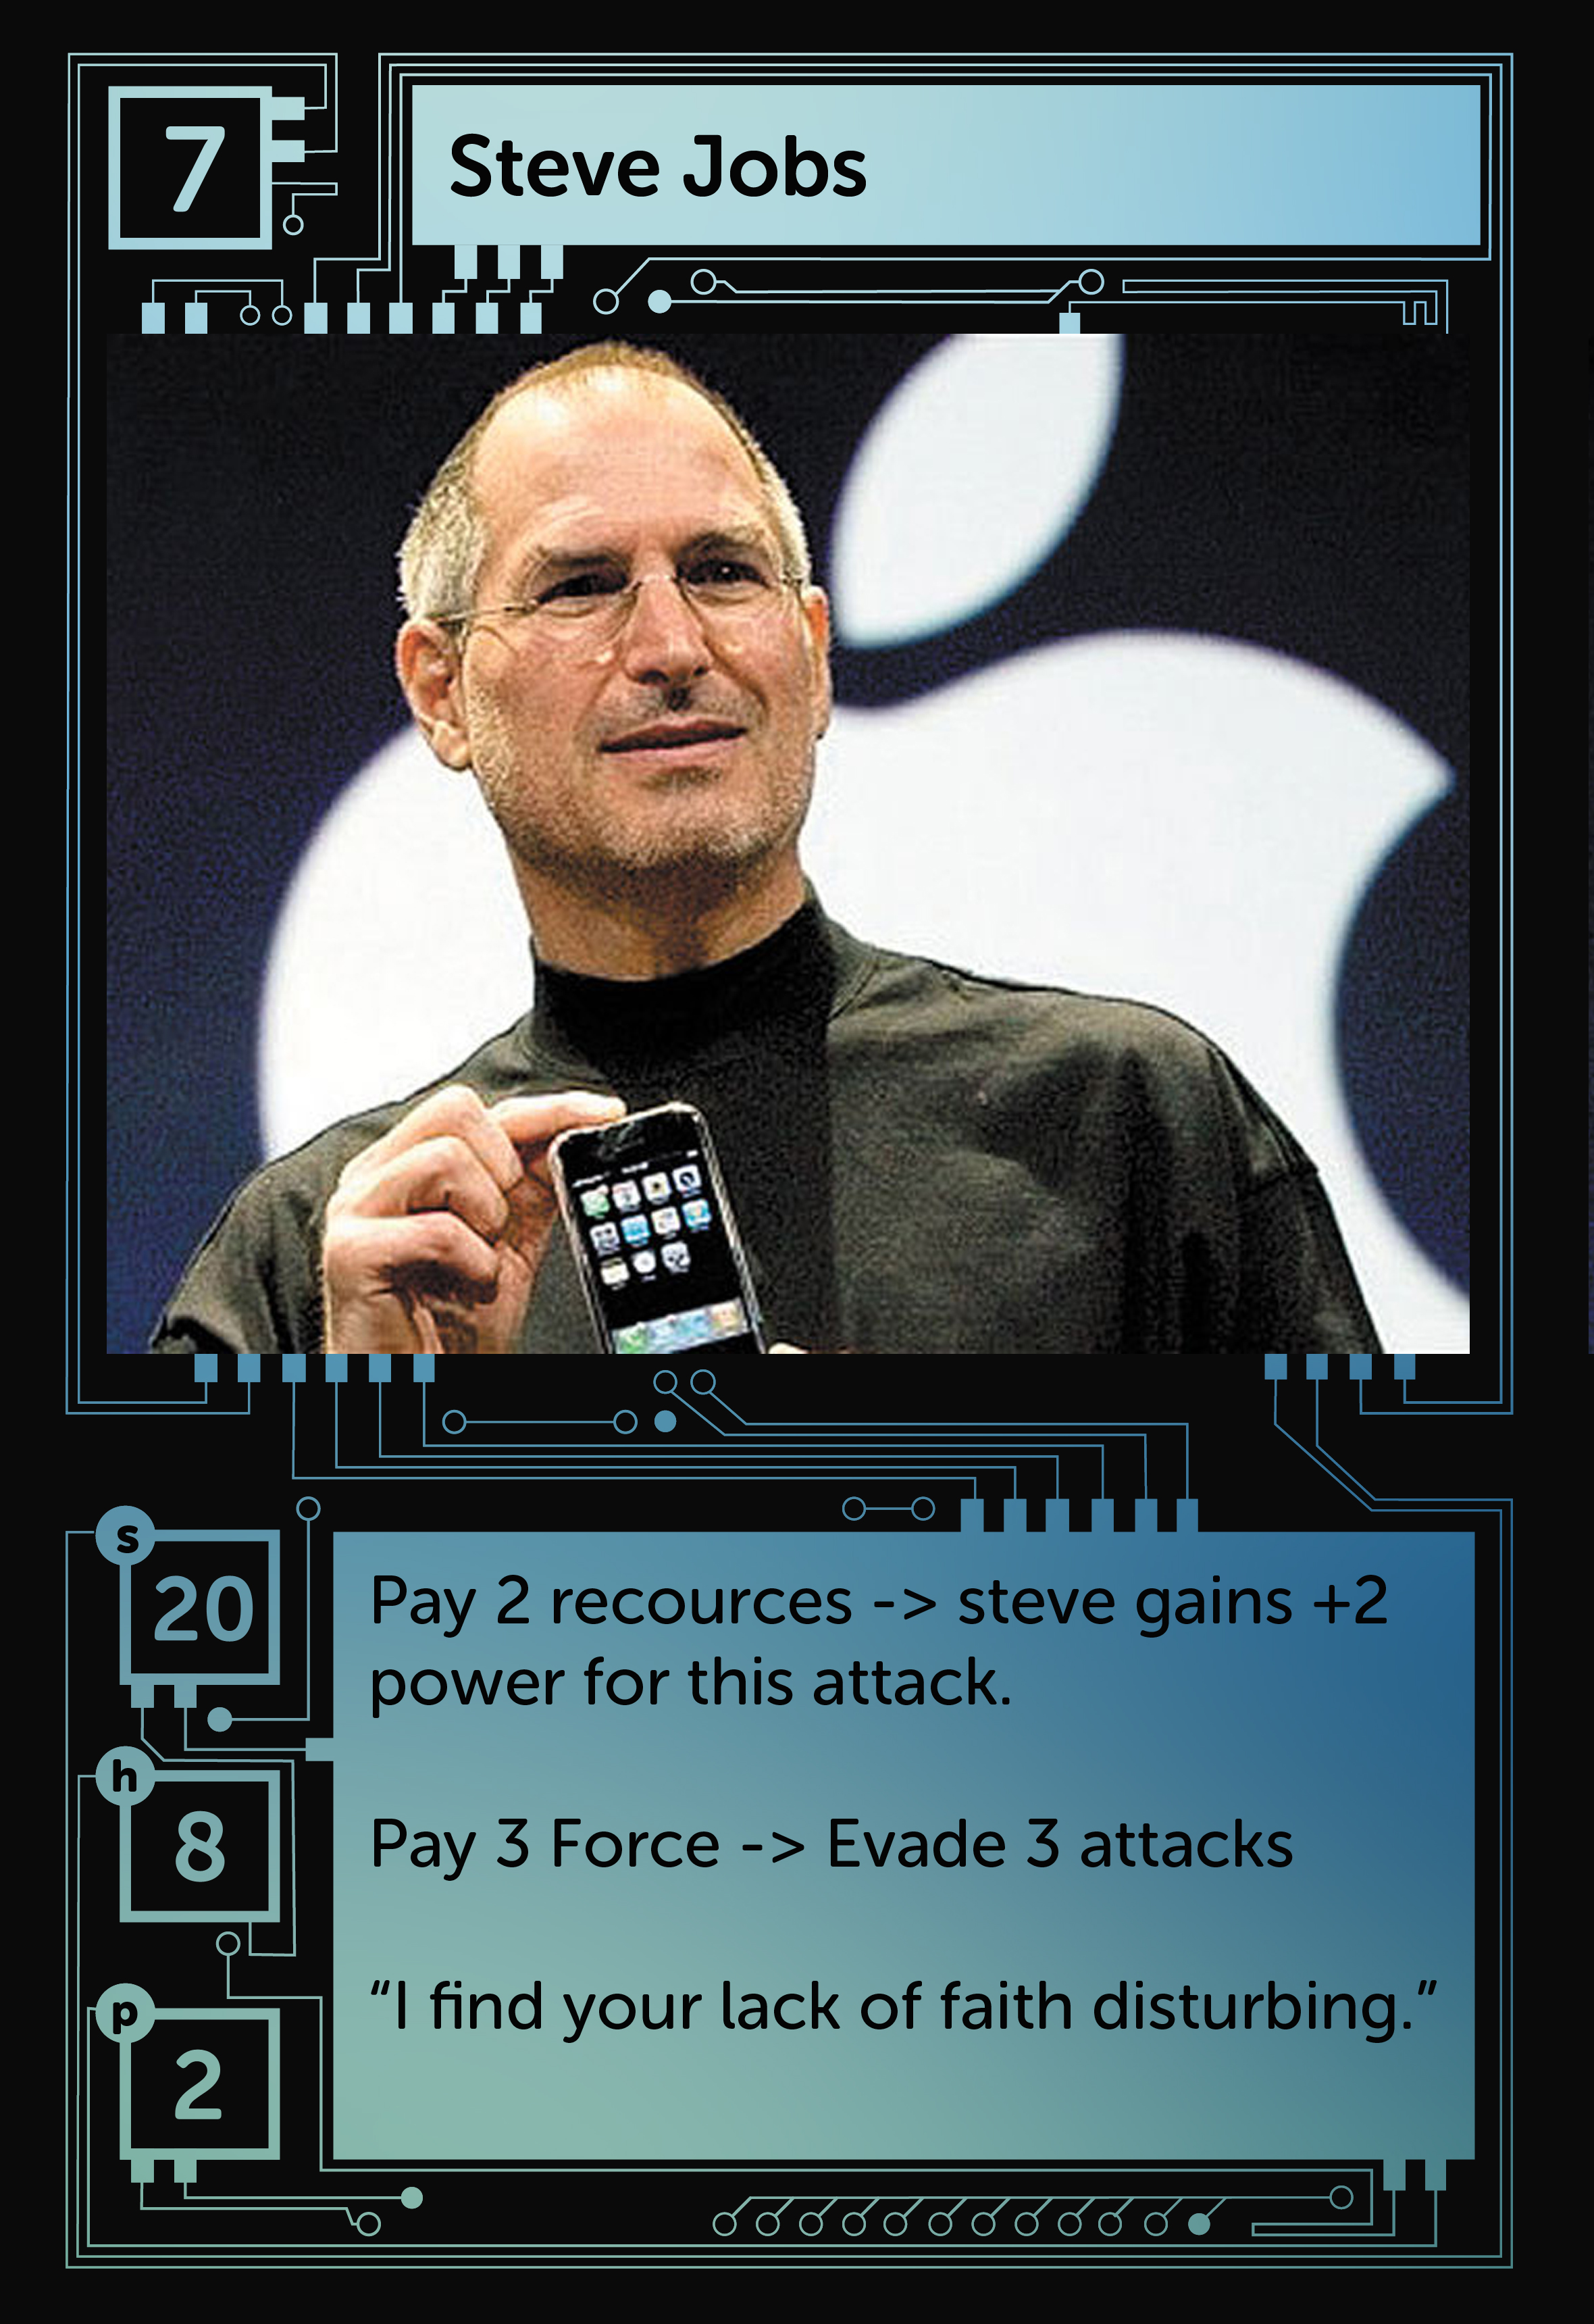 7
Steve Jobs
s
20
Pay 2 recources -> steve gains +2
power for this attack.
h
8
Pay 3 Force -> Evade 3 attacks
p
2
“I find your lack of faith disturbing.”